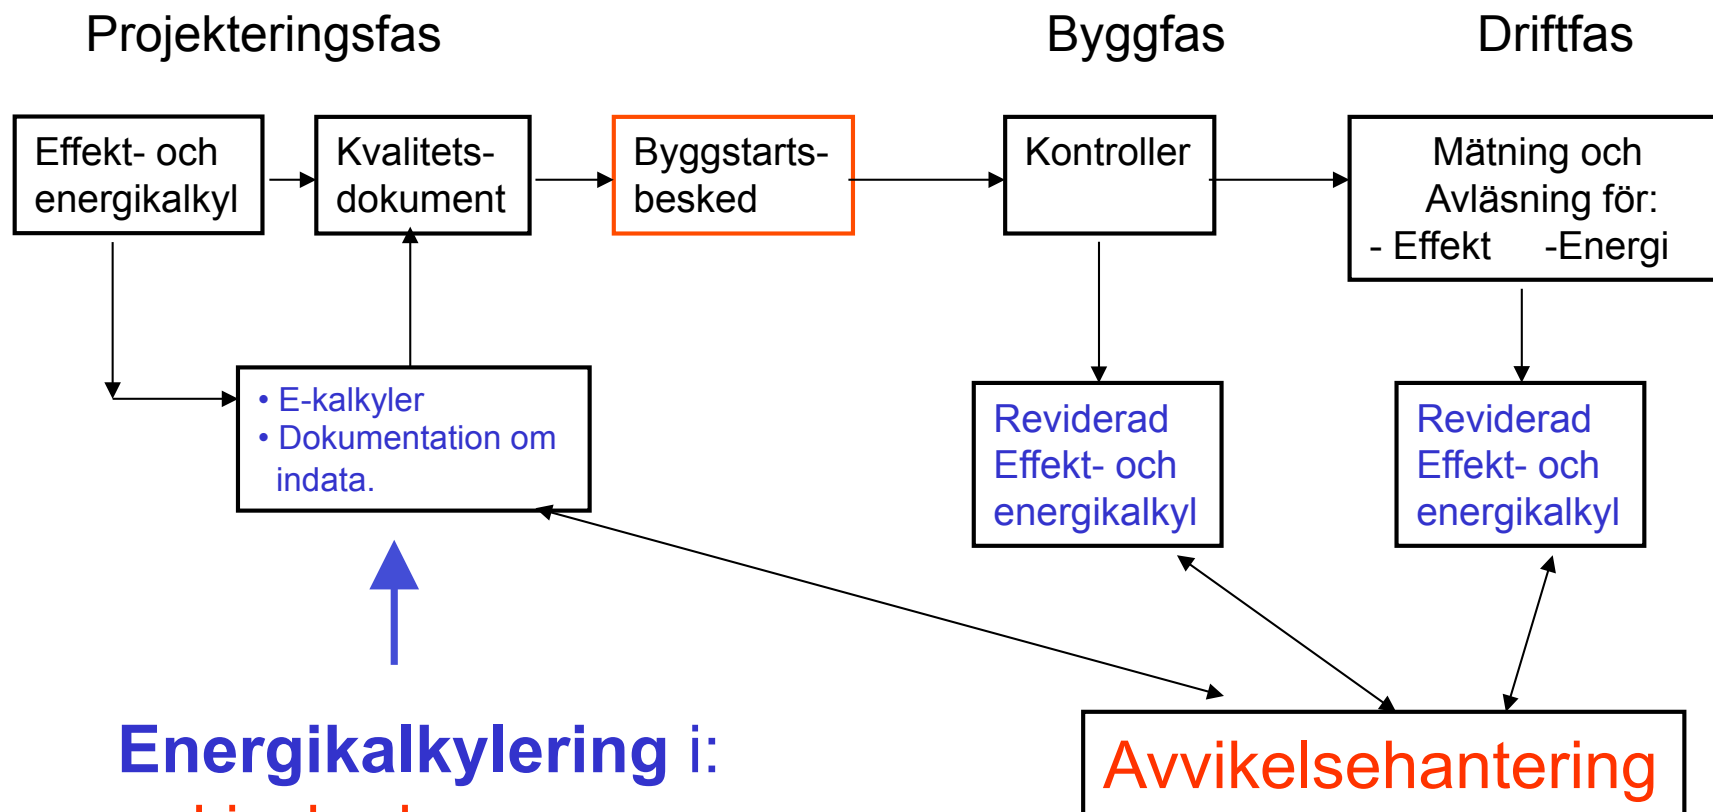 Projekteringsfas
Byggfas
Driftfas
Effekt- och
energikalkyl
Kvalitets-
dokument
Byggstarts-
besked
Kontroller
Mätning och
Avläsning för:
- Effekt -Energi
• E-kalkyler
• Dokumentation om
indata.
Reviderad
Effekt- och
energikalkyl
Reviderad
Effekt- och
energikalkyl
Energikalkylering i:
Avvikelsehantering